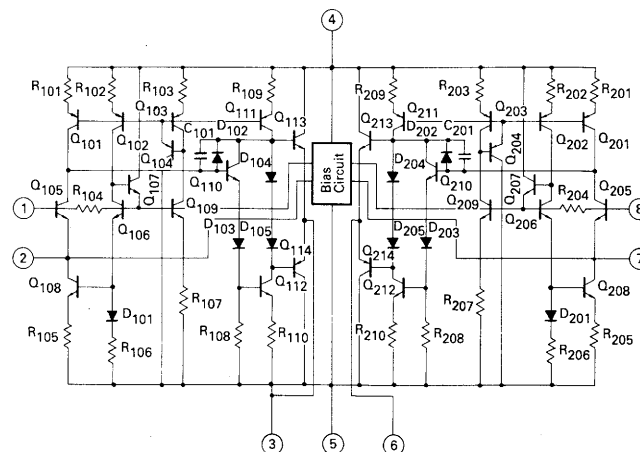 4
R101 R102 R103 R109 R209 R203 R202 R201
Q103 Q111 Q211 Q203
Q101 Q102 C101 D102 Q113 Q213 D202 C201 Q202 Q201
Q104 Q204
D104 D204
Q105 Q107 Q110 Bias Circuit Q210 Q207 Q205
1 R104 Q109 Q209 R204 8
Q106 Q206
D103 D105 D205 D203
2 Q114 Q214 7
Q108 Q112 Q212 Q208
D101 R107 R207 D201
R105 R106 R108 R110 R210 R208 R206 R205
3 5 6